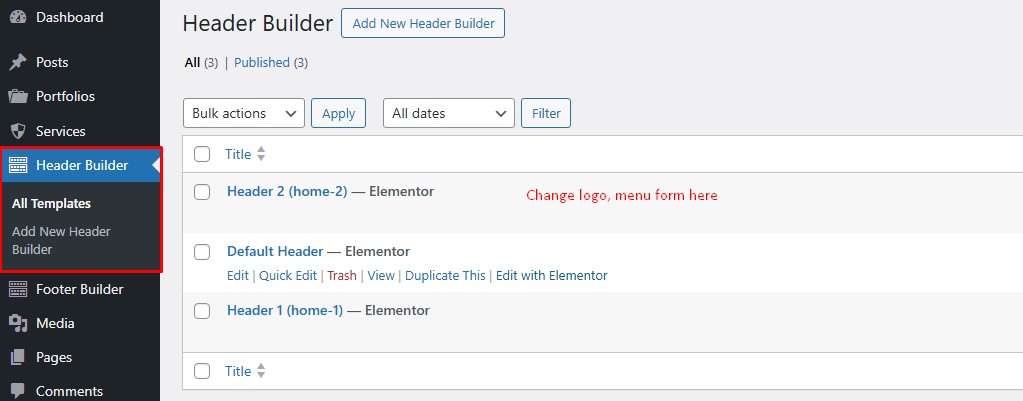 Dashboard
Posts
Portfolios
Services
Header Builder
All Templates
Add New Header
Builder
Footer Builder
Media
Pages
Comments
Header Builder Add New Header Builder
All (3) | Published (3)
Bulk actions Apply All dates Filter
Title
Header 2 (home-2) — Elementor Change logo, menu form here
Default Header — Elementor
Edit | Quick Edit | Trash | View | Duplicate This | Edit with Elementor
Header 1 (home-1) — Elementor
Title